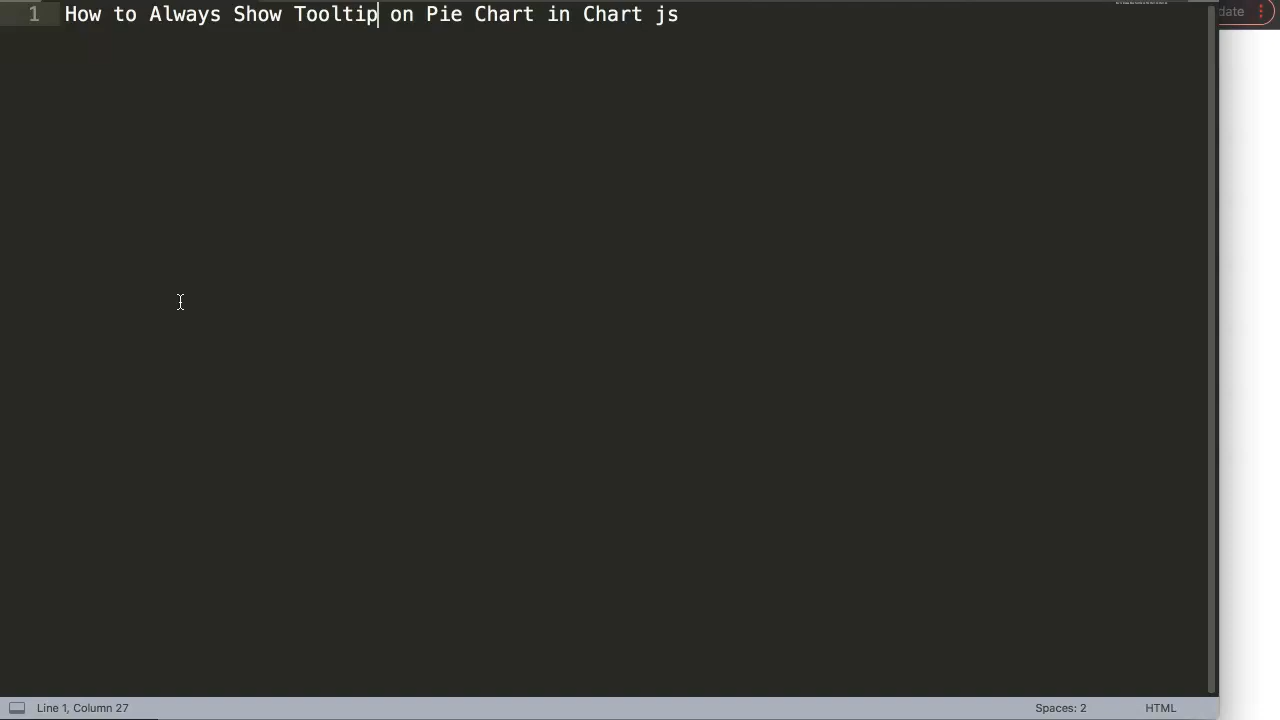 1 How to Always Show Tooltip on Pie Chart in Chart js
date
Line 1, Column 27
Spaces: 2
HTML